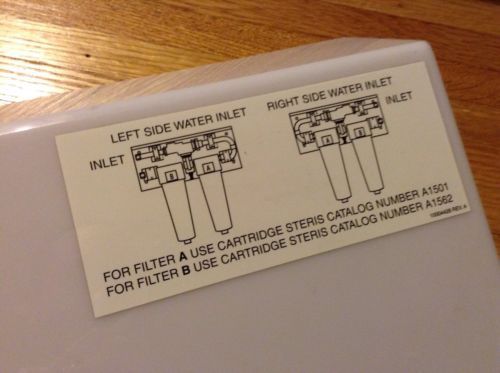 LEFT SIDE WATER INLET
RIGHT SIDE WATER INLET
INLET
INLET
B
A
FOR FILTER A USE CARTRIDGE STERIS CATALOG NUMBER A1501
FOR FILTER B USE CARTRIDGE STERIS CATALOG NUMBER A1562